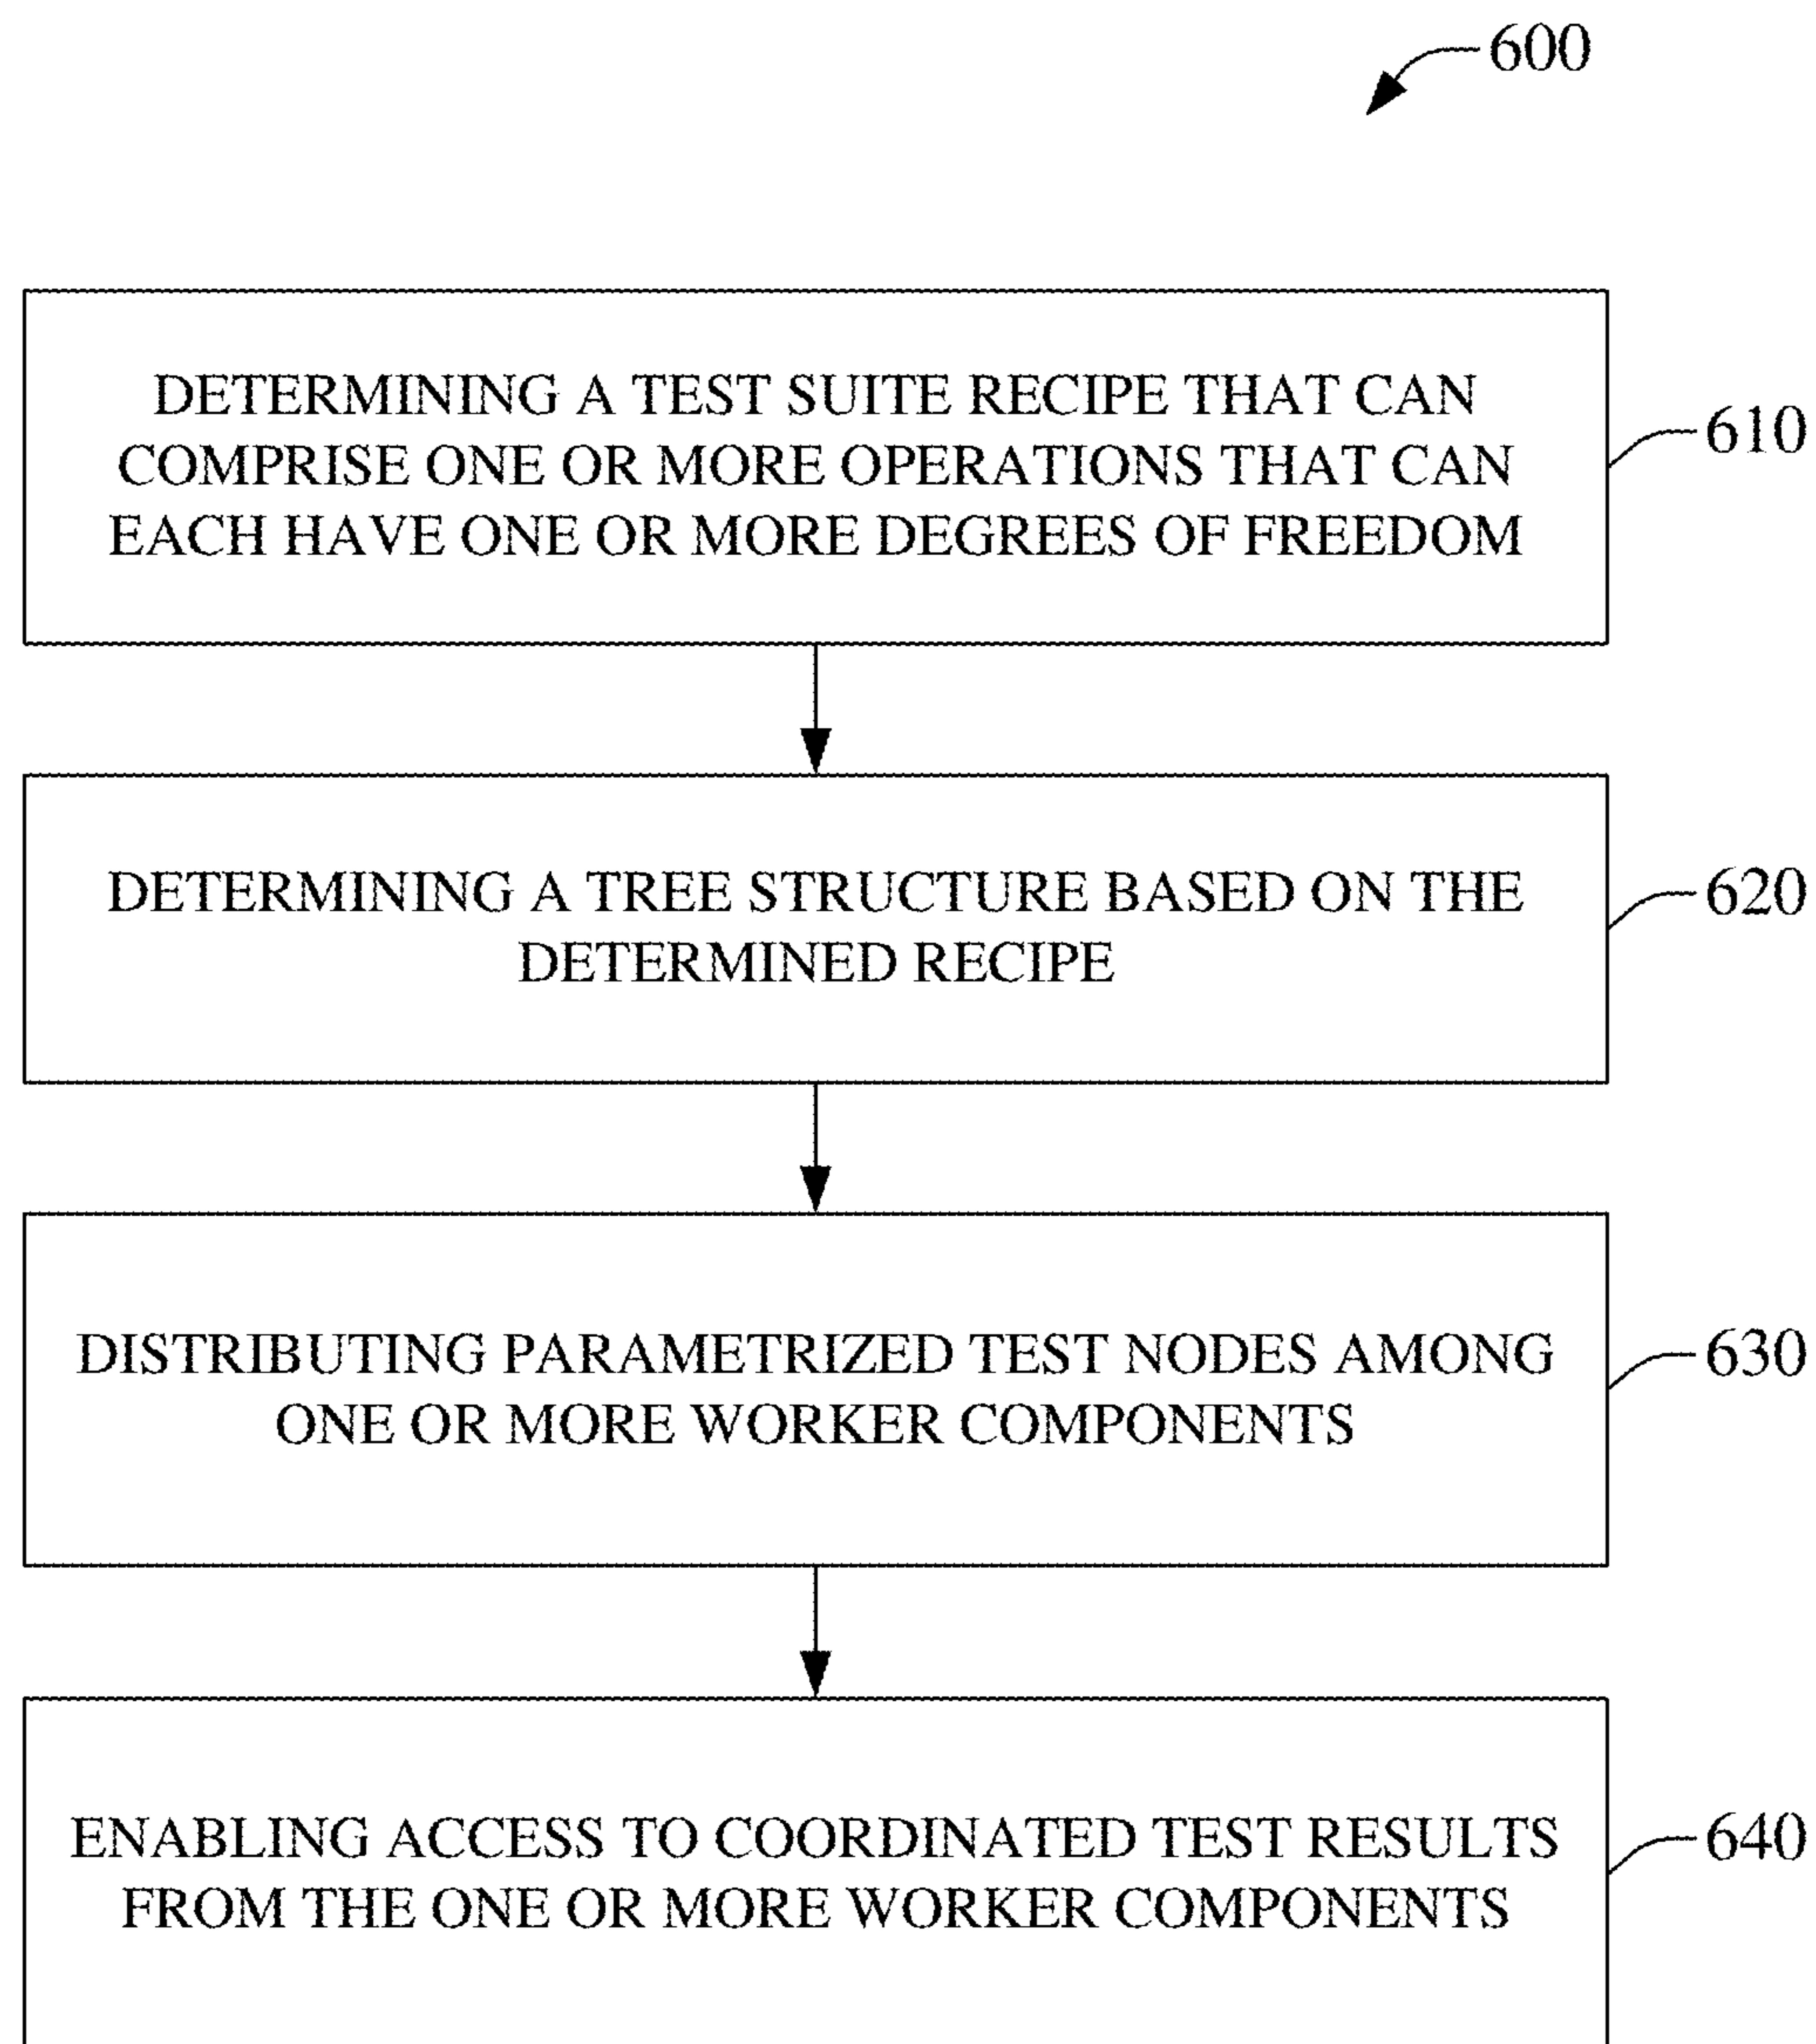 600
DETERMINING A TEST SUITE RECIPE THAT CAN
COMPRISE ONE OR MORE OPERATIONS THAT CAN
EACH HAVE ONE OR MORE DEGREES OF FREEDOM
610
DETERMINING A TREE STRUCTURE BASED ON THE
DETERMINED RECIPE
620
DISTRIBUTING PARAMETRIZED TEST NODES AMONG
ONE OR MORE WORKER COMPONENTS
630
ENABLING ACCESS TO COORDINATED TEST RESULTS
FROM THE ONE OR MORE WORKER COMPONENTS
640